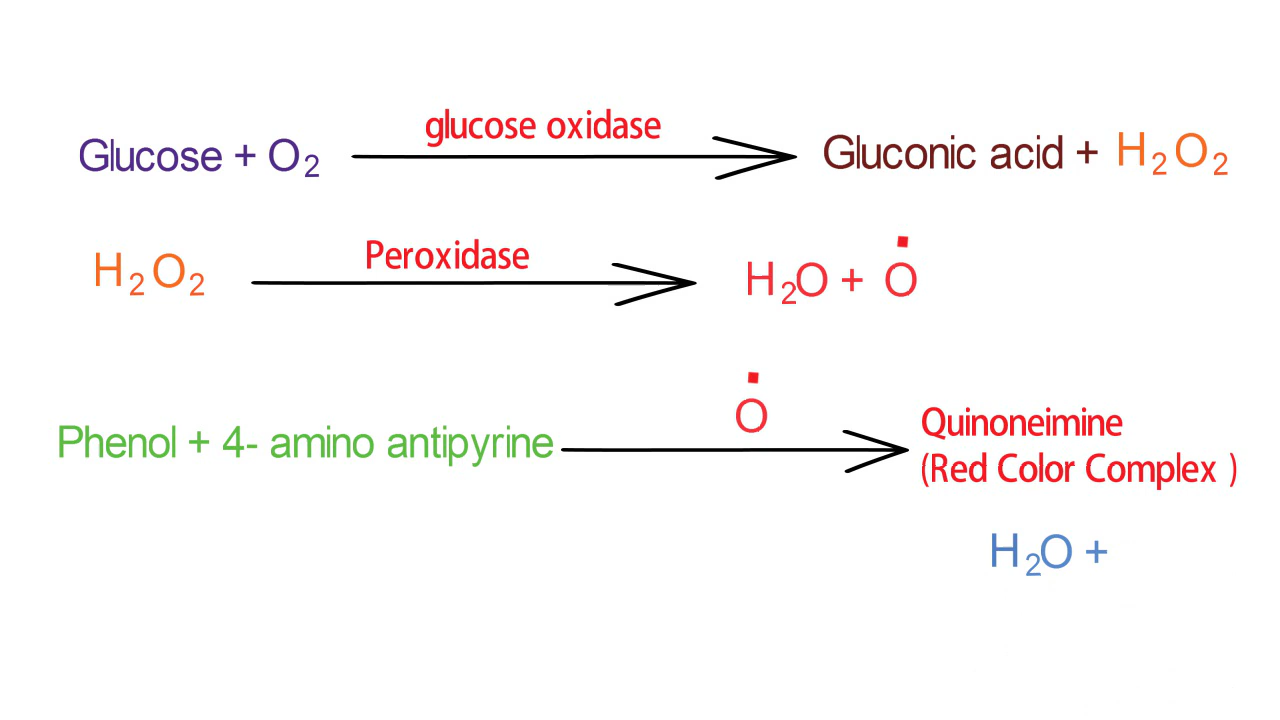 glucose oxidase
Glucose + O2 Gluconic acid + H2O2
Peroxidase
H2O2 H2O + Ȯ
Ȯ
Phenol + 4- amino antipyrine Quinoneimine
(Red Color Complex )
H2O +